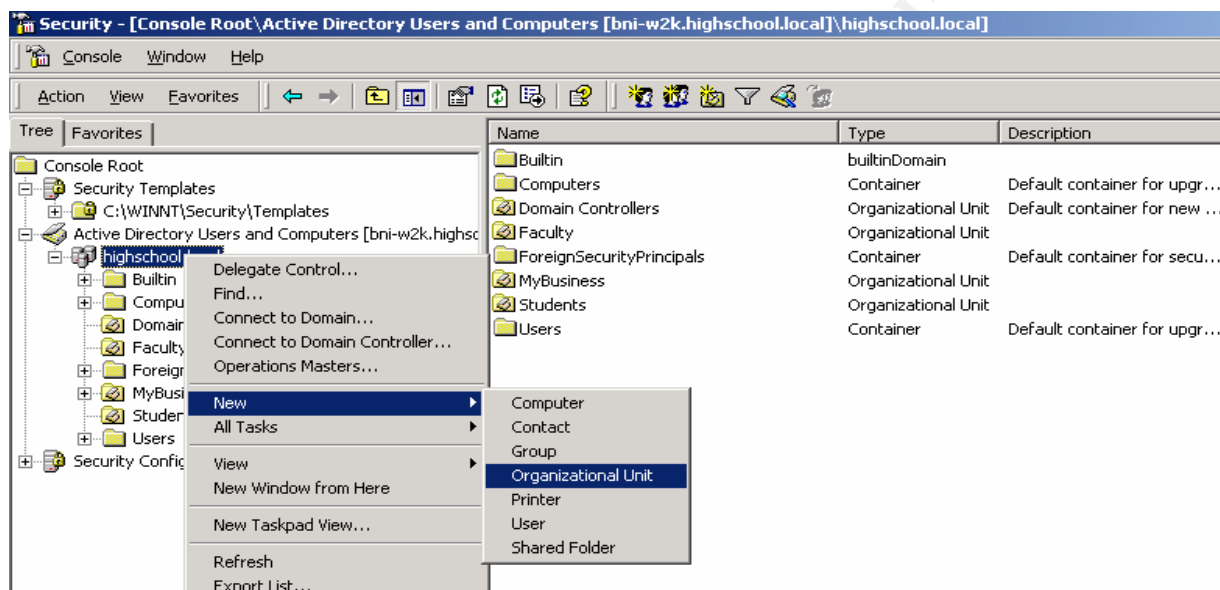 Security - [Console Root\Active Directory Users and Computers [bni-w2k.highschool.local]\highschool.local]
Console Window Help
Action View Favorites
Tree Favorites
Name Type Description
Console Root
Security Templates
C:\WINNT\Security\Templates
Active Directory Users and Computers [bni-w2k.highsc
highschool
Builtin
Compu
Domair
Faculty
Foreigr
MyBusi
Studer
Users
Security Config
Builtin builtinDomain
Computers Container Default container for upgr...
Domain Controllers Organizational Unit Default container for new ...
Faculty Organizational Unit
ForeignSecurityPrincipals Container Default container for secu...
MyBusiness Organizational Unit
Students Organizational Unit
Users Container Default container for upgr...
Delegate Control...
Find...
Connect to Domain...
Connect to Domain Controller...
Operations Masters...
New
All Tasks
View
New Window from Here
New Taskpad View...
Refresh
Export List...
Computer
Contact
Group
Organizational Unit
Printer
User
Shared Folder